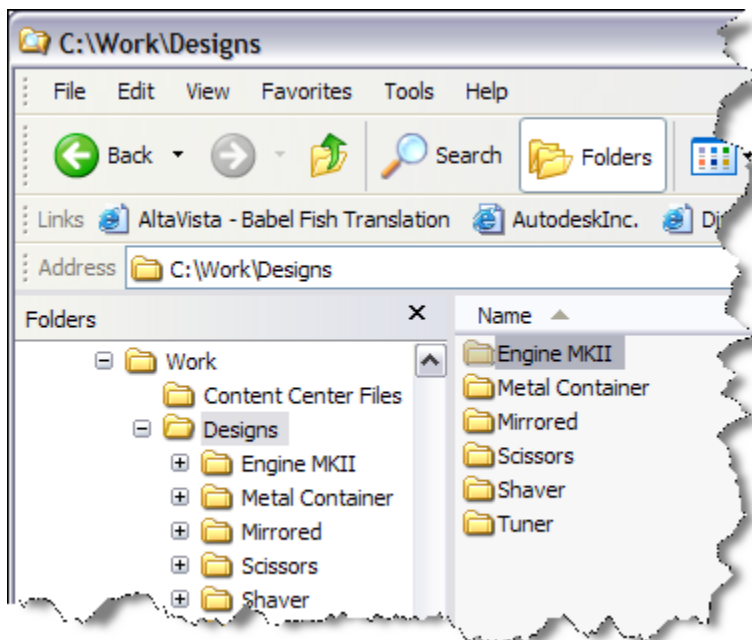 C:\Work\Designs
File Edit View Favorites Tools Help
Back Search Folders
Links AltaVista - Babel Fish Translation AutodeskInc.
Address C:\Work\Designs
Folders
Work
Content Center Files
Designs
Engine MKII
Metal Container
Mirrored
Scissors
Shaver
Name
Engine MKII
Metal Container
Mirrored
Scissors
Shaver
Tuner